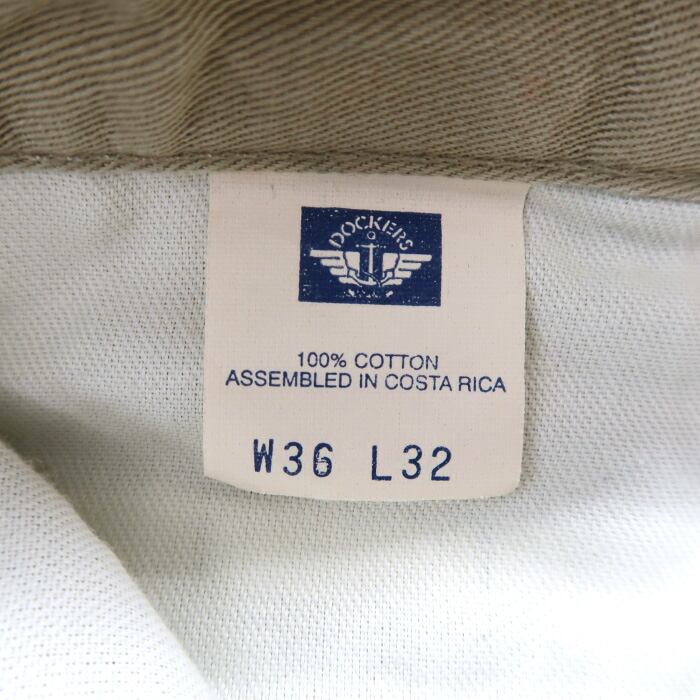 DOCKERS
100% COTTON
ASSEMBLED IN COSTA RICA
W36 L32